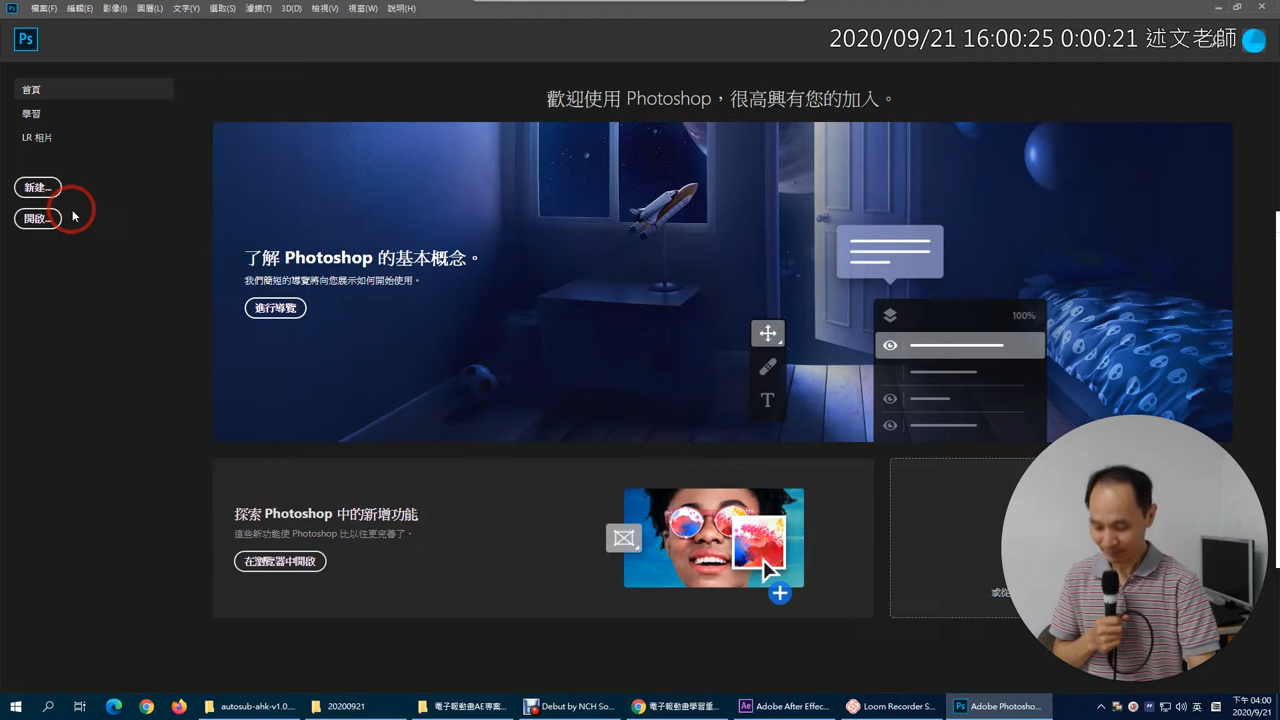 檔案(F) 編輯(E) 影像(I) 圖層(L) 文字(Y) 選取(S) 濾鏡(T) 3D(D) 檢視(V) 視窗(W) 說明(H)
Ps
2020/09/21 16:00:25 0:00:21 述文老師
首頁
學習
LR 相片
新建...
開啟...
歡迎使用 Photoshop，很高興有您的加入。
了解 Photoshop 的基本概念。
我們簡短的導覽將向您展示如何開始使用。
進行導覽
100%
T
探索 Photoshop 中的新增功能
這些新功能使 Photoshop 比以往更完善了。
在瀏覽器中開啟
或從
autosub-ahk-v1.0....
20200921
電子報動曲AE專案...
Debut by NCH So...
電子報動曲學習重...
Adobe After Effec...
Loom Recorder S...
Adobe Photosho...
英
下午 04:00
2020/9/21